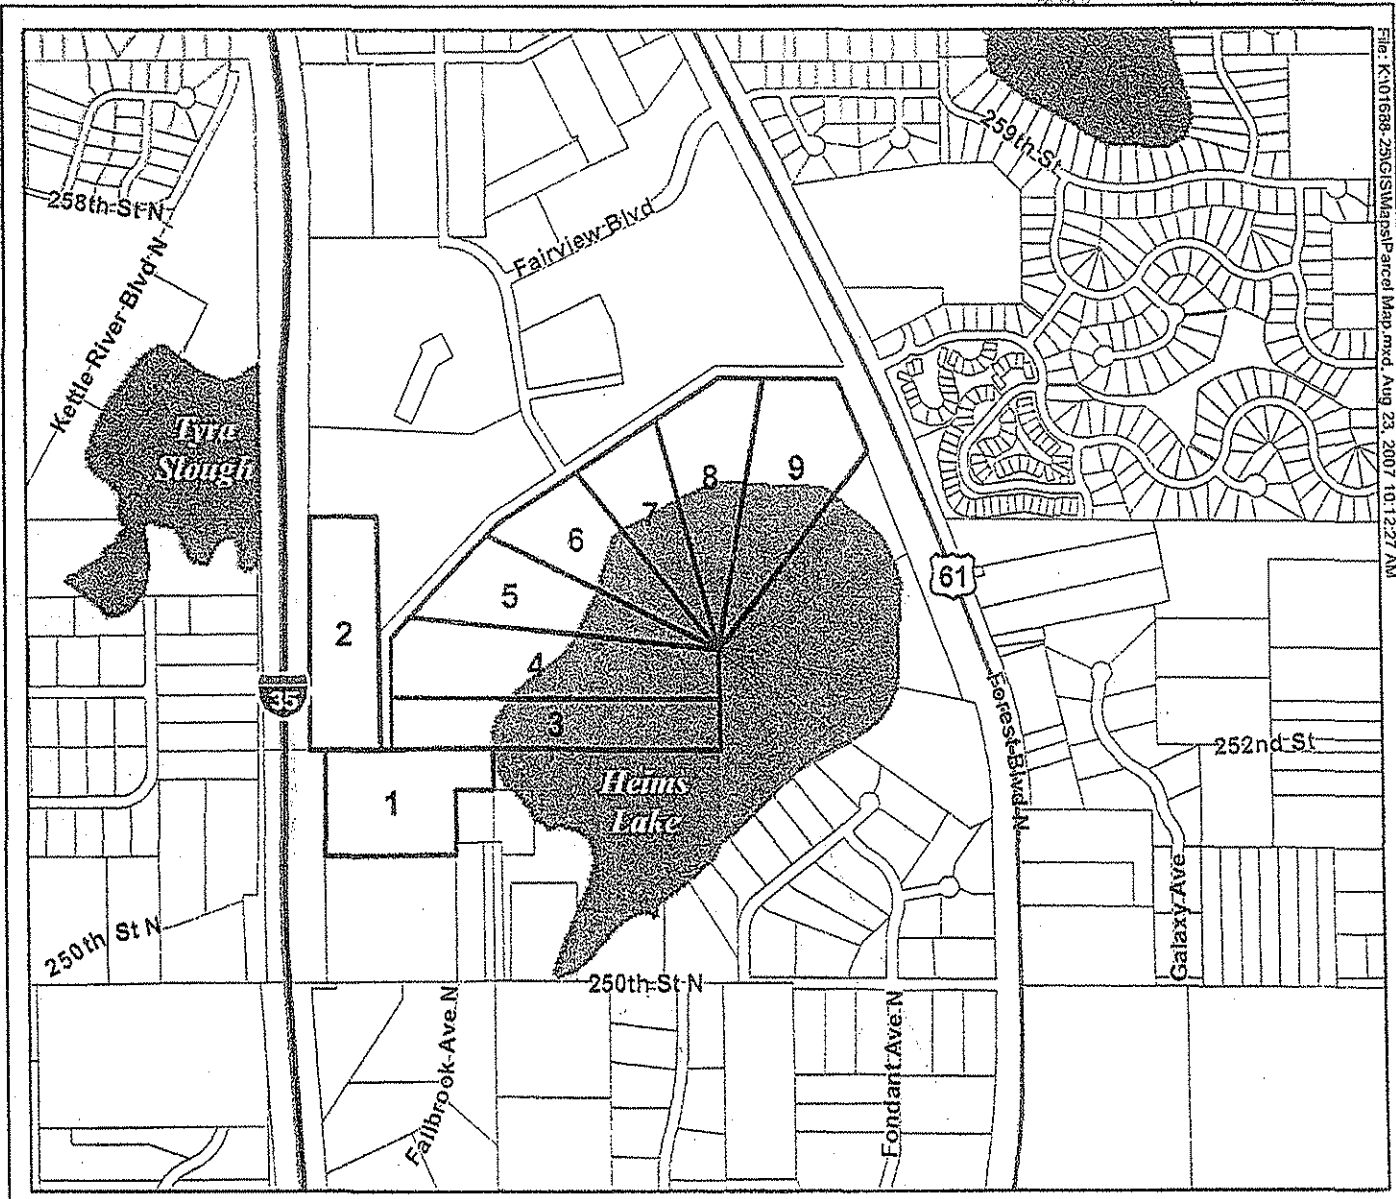 File: K:\01688-25\GIS\Maps\Parcel Map.mxd, Aug 23, 2007 10:12:27 AM
259th St
258th St N
Fairview Blvd
Kettle River Blvd N
Tyra
Slough
8
9
7
6
5
61
2
4
35
3
Forest Blvd N
252nd St
Heims
Lake
1
Galaxy Ave
250th St N
250th St N
Fallbrook Ave N
Fondant Ave N